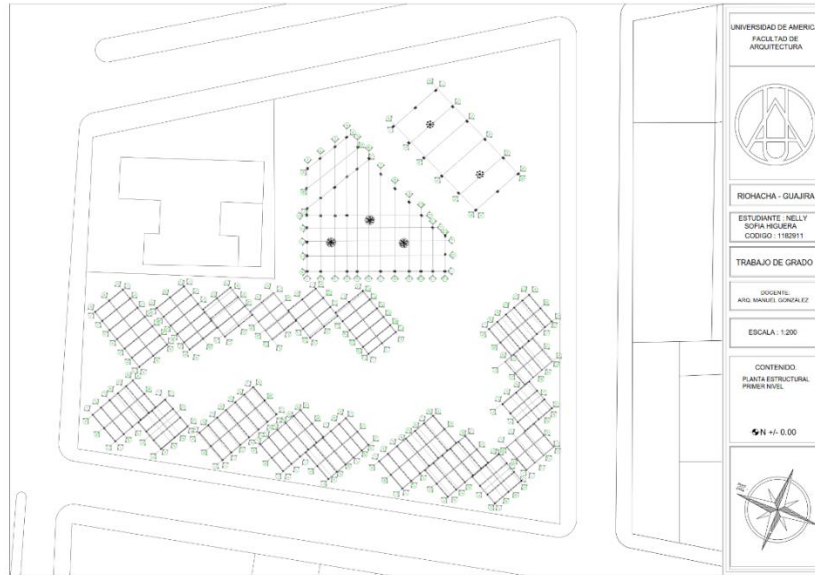 UNIVERSIDAD DE AMERICA
FACULTAD DE
ARQUITECTURA
RIOHACHA - GUAJIRA
ESTUDIANTE : NELLY
SOFIA HIGUERA
CODIGO : 1182911
TRABAJO DE GRADO
DOCENTE:
ARQ. MANUEL GONZALEZ
ESCALA : 1:200
CONTENIDO:
PLANTA ESTRUCTURAL
PRIMER NIVEL
N +/- 0.00